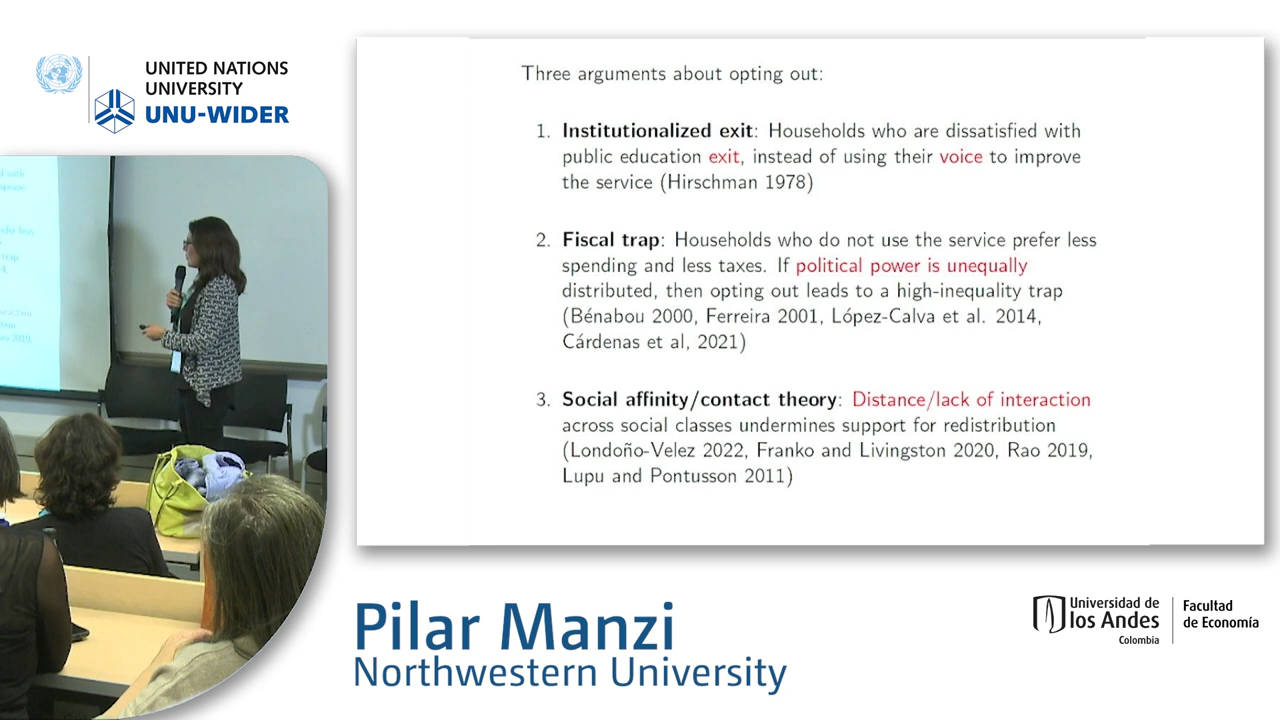 UNITED NATIONS
UNIVERSITY
UNU-WIDER
Three arguments about opting out:
1. Institutionalized exit: Households who are dissatisfied with
public education exit, instead of using their voice to improve
the service (Hirschman 1978)
2. Fiscal trap: Households who do not use the service prefer less
spending and less taxes. If political power is unequally
distributed, then opting out leads to a high-inequality trap
(Bénabou 2000, Ferreira 2001, López-Calva et al. 2014,
Cárdenas et al, 2021)
3. Social affinity/contact theory: Distance/lack of interaction
across social classes undermines support for redistribution
(Londoño-Velez 2022, Franko and Livingston 2020, Rao 2019,
Lupu and Pontusson 2011)
Pilar Manzi
Northwestern University
Universidad de
los Andes
Colombia
Facultad
de Economía